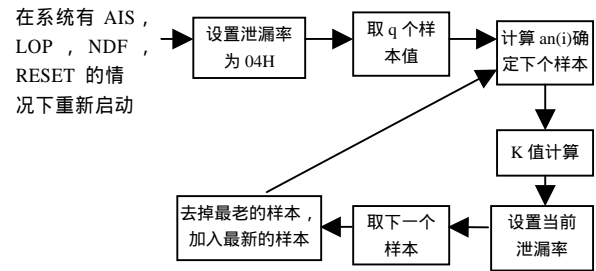 在系统有 AIS，
LOP ， NDF ，
RESET 的情
况下重新启动
设置泄漏率
为 04H
取 q 个样
本值
计算 an(i)确
定下个样本
K 值计算
设置当前
泄漏率
取下一个
样本
去掉最老的样本，
加入最新的样本